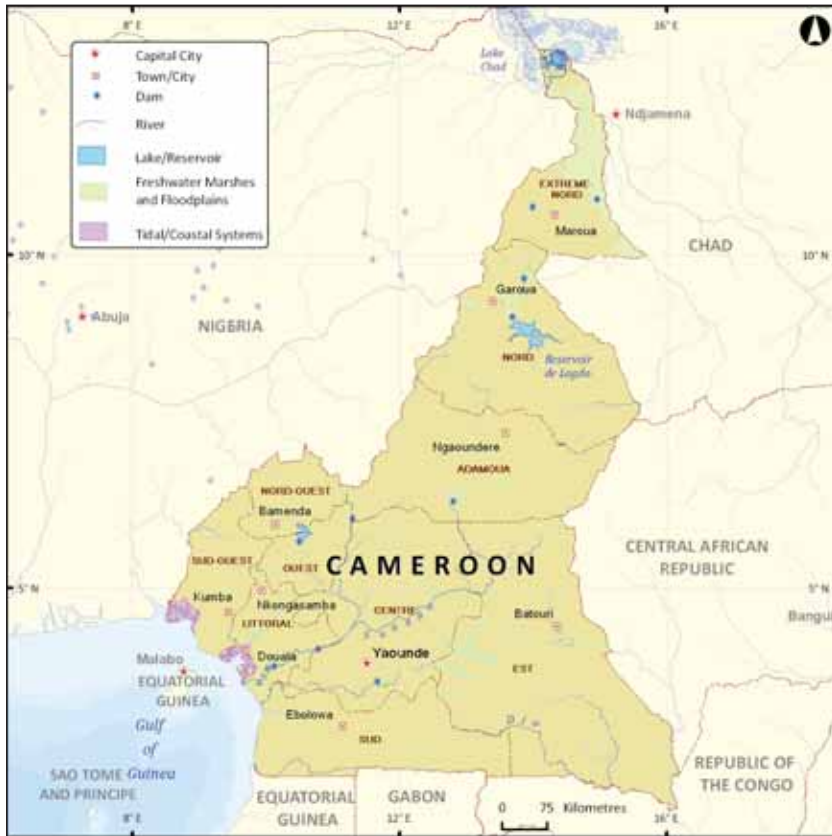 8° E
12° E
16° E
Capital City
Town/City
Dam
River
Lake/Reservoir
Freshwater Marshes
and Floodplains
Tidal/Coastal Systems
Lake
Chad
Ndjamena
EXTREME-
NORD
Maroua
10° N
10° N
CHAD
Garoua
Abuja
NIGERIA
NORD
Reservoir
de Lagdo
Ngaoundere
ADAMOUA
NORD-OUEST
Bamenda
CENTRAL AFRICAN
REPUBLIC
SUD-OUEST
OUEST
CAMEROON
5° N
5° N
Kumba
Nkongsamba
LITTORAL
CENTRE
Batouri
Bangui
Malabo
Douala
Yaounde
EST
EQUATORIAL
GUINEA
Ebolowa
SUD
Dja
Gulf
of
Guinea
SAO TOME
AND PRINCIPE
REPUBLIC OF
THE CONGO
EQUATORIAL
GUINEA
GABON
0 75 Kilometres
8° E
12° E
16° E